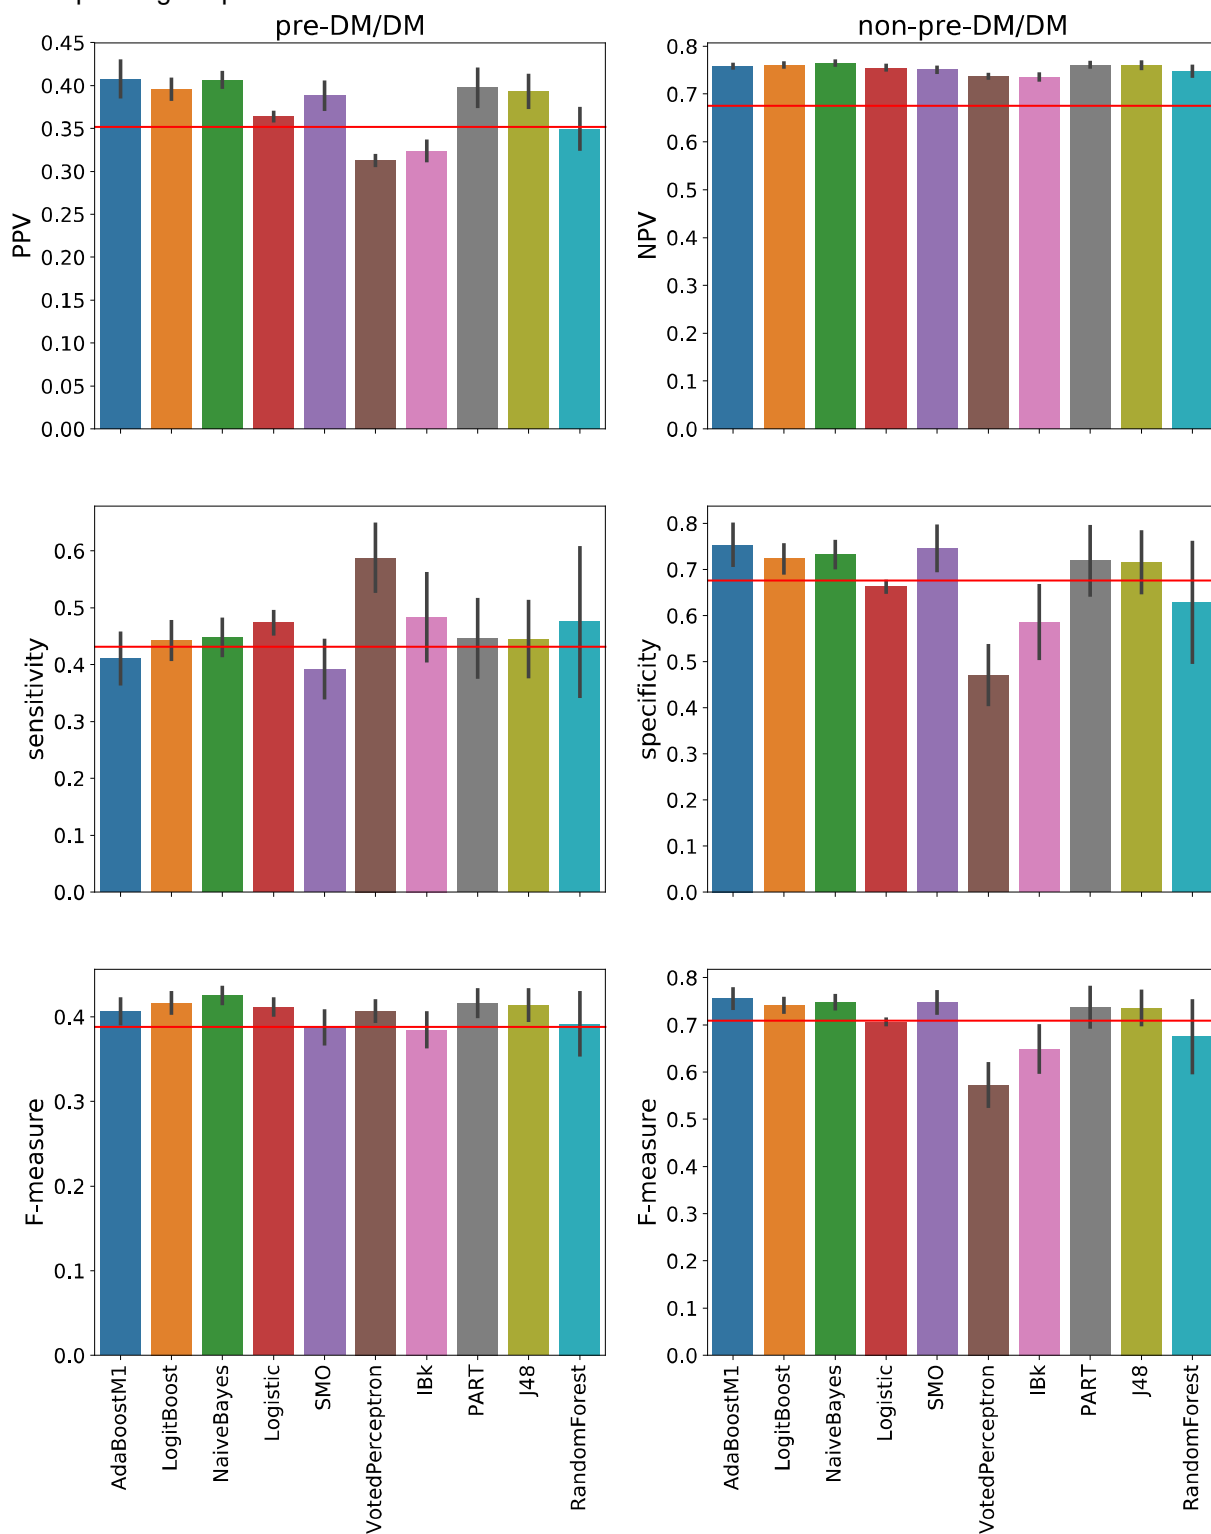 pre-DM/DM
non-pre-DM/DM
PPV
0.45
0.40
0.35
0.30
0.25
0.20
0.15
0.10
0.05
0.00
NPV
0.8
0.7
0.6
0.5
0.4
0.3
0.2
0.1
0.0
sensitivity
0.6
0.5
0.4
0.3
0.2
0.1
0.0
specificity
0.8
0.7
0.6
0.5
0.4
0.3
0.2
0.1
0.0
F-measure
0.4
0.3
0.2
0.1
0.0
AdaBoostM1
LogitBoost
NaiveBayes
Logistic
SMO
VotedPerceptron
IBk
PART
J48
RandomForest
F-measure
0.8
0.7
0.6
0.5
0.4
0.3
0.2
0.1
0.0
AdaBoostM1
LogitBoost
NaiveBayes
Logistic
SMO
VotedPerceptron
IBk
PART
J48
RandomForest